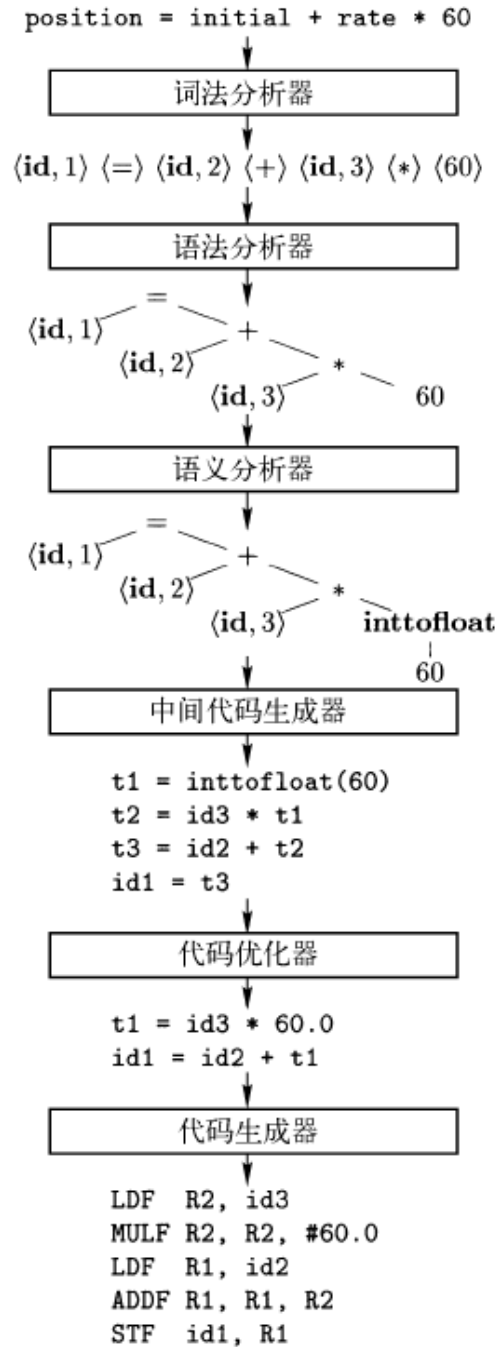 position = initial + rate * 60
词法分析器
⟨id, 1⟩ ⟨=⟩ ⟨id, 2⟩ ⟨+⟩ ⟨id, 3⟩ ⟨*⟩ ⟨60⟩
语法分析器
=
⟨id, 1⟩
+
⟨id, 2⟩
*
⟨id, 3⟩
60
语义分析器
=
⟨id, 1⟩
+
⟨id, 2⟩
*
⟨id, 3⟩
inttofloat
60
中间代码生成器
t1 = inttofloat(60)
t2 = id3 * t1
t3 = id2 + t2
id1 = t3
代码优化器
t1 = id3 * 60.0
id1 = id2 + t1
代码生成器
LDF R2, id3
MULF R2, R2, #60.0
LDF R1, id2
ADDF R1, R1, R2
STF id1, R1